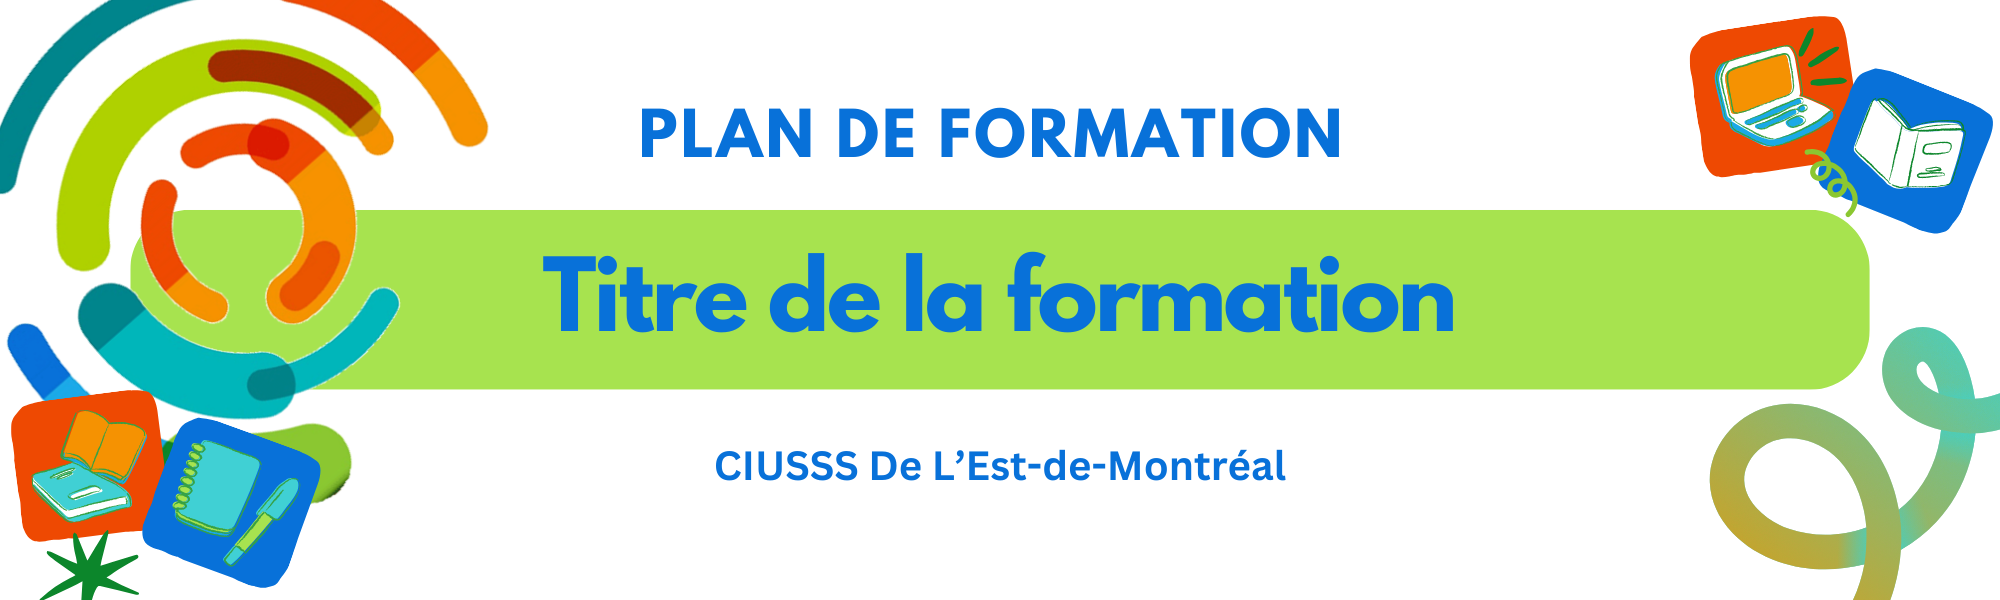 PLAN DE FORMATION
Titre de la formation
CIUSSS De L’Est-de-Montréal